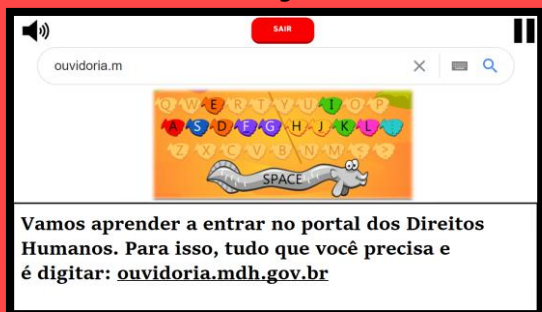 SAIR
ouvidoria.m
Q W E R T Y U I O P
A S D F G H J K L
Z X C V B N M < >
SPACE
Vamos aprender a entrar no portal dos Direitos
Humanos. Para isso, tudo que você precisa e
é digitar: ouvidoria.mdh.gov.br